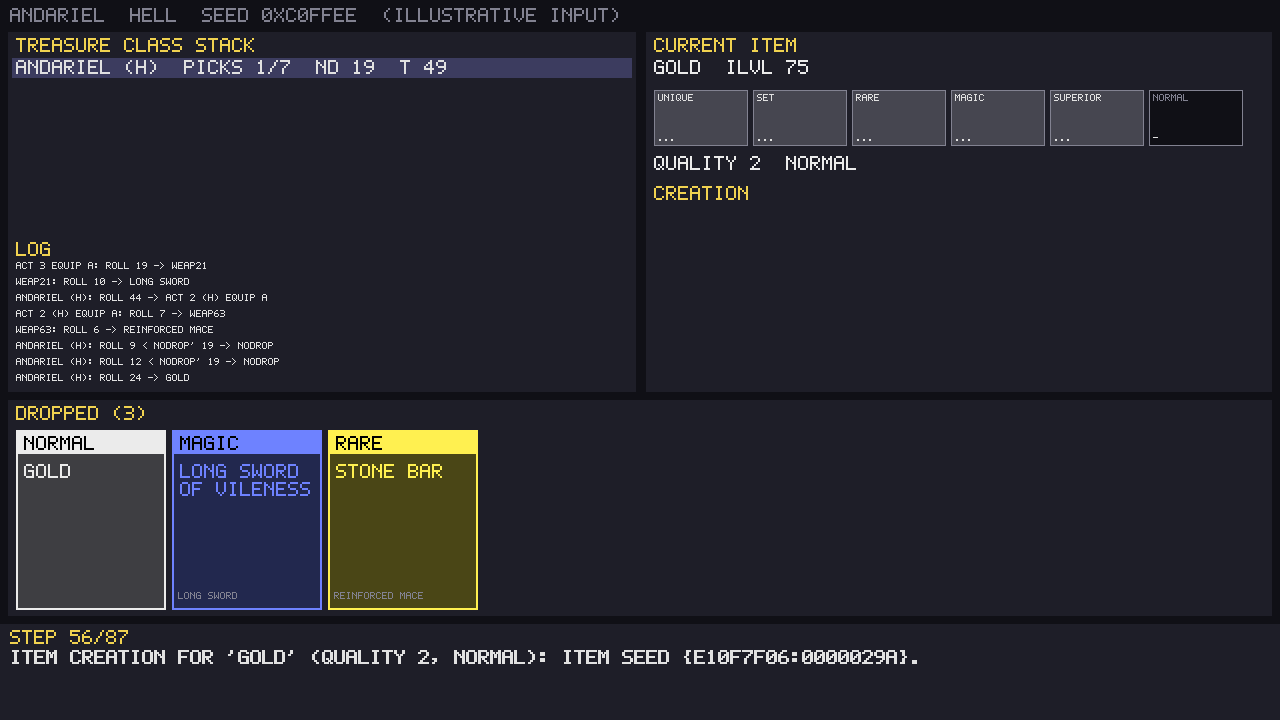 ANDARIEL  HELL  SEED 0XC0FFEE  (ILLUSTRATIVE INPUT)
TREASURE CLASS STACK
ANDARIEL (H)  PICKS 1/7  ND 19  T 49
LOG
ACT 3 EQUIP A: ROLL 19 -> WEAP21
WEAP21: ROLL 10 -> LONG SWORD
ANDARIEL (H): ROLL 44 -> ACT 2 (H) EQUIP A
ACT 2 (H) EQUIP A: ROLL 7 -> WEAP63
WEAP63: ROLL 6 -> REINFORCED MACE
ANDARIEL (H): ROLL 9 < NODROP' 19 -> NODROP
ANDARIEL (H): ROLL 12 < NODROP' 19 -> NODROP
ANDARIEL (H): ROLL 24 -> GOLD
CURRENT ITEM
GOLD  ILVL 75
UNIQUE
...
SET
...
RARE
...
MAGIC
...
SUPERIOR
...
NORMAL
_
QUALITY 2  NORMAL
CREATION
DROPPED (3)
NORMAL
GOLD
MAGIC
LONG SWORD
OF VILENESS
LONG SWORD
RARE
STONE BAR
REINFORCED MACE
STEP 56/87
ITEM CREATION FOR 'GOLD' (QUALITY 2, NORMAL): ITEM SEED {E10F7F06:0000029A}.